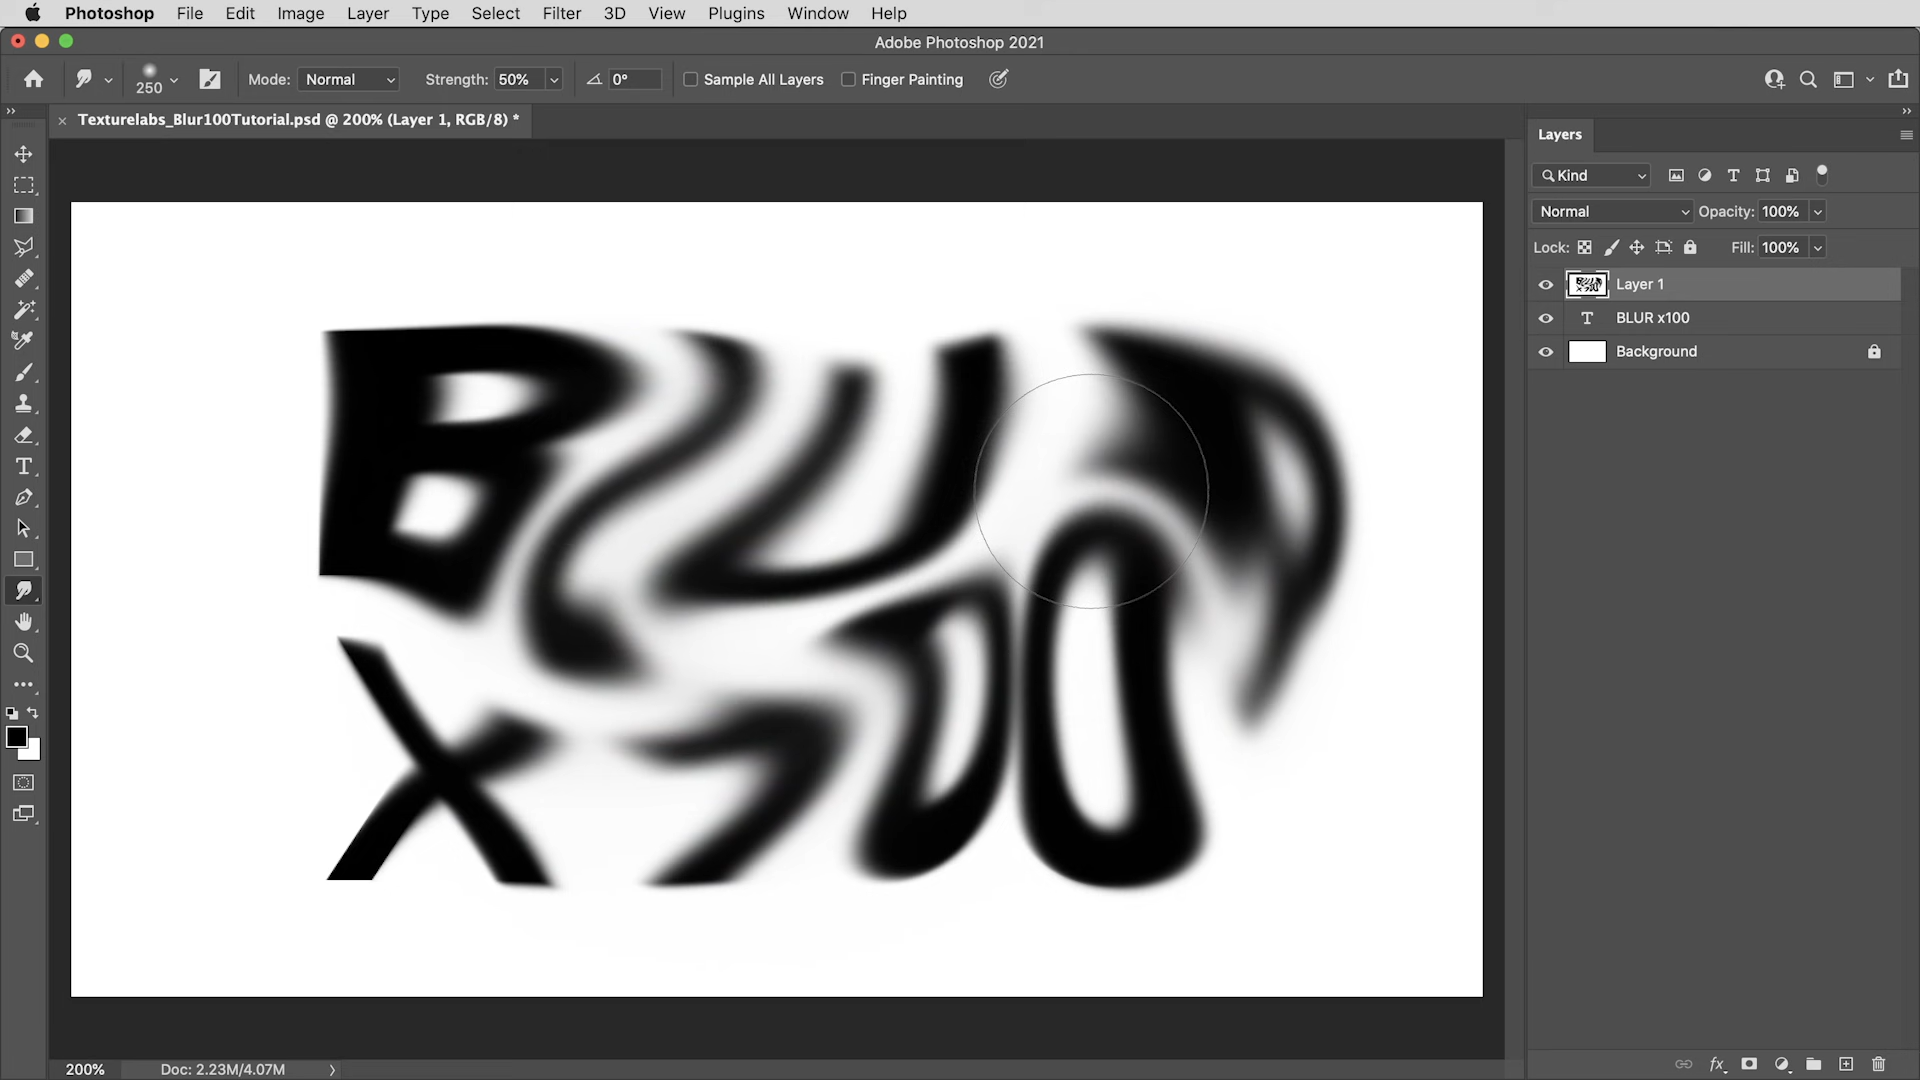 Photoshop File Edit Image Layer Type Select Filter 3D View Plugins Window Help
Adobe Photoshop 2021
250 Mode: Normal Strength: 50% 0° Sample All Layers Finger Painting
Texturelabs_Blur100Tutorial.psd @ 200% (Layer 1, RGB/8) *
Layers
Kind
Normal Opacity: 100%
Lock: Fill: 100%
Layer 1
BLUR x100
Background
BLUR
X100
200% Doc: 2.23M/4.07M